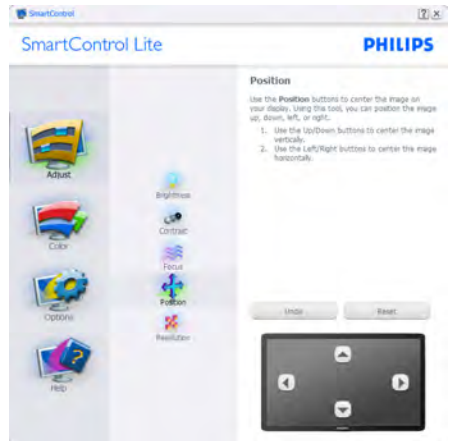 SmartControl
SmartControl Lite
PHILIPS
Adjust
Color
Options
Help
Brightness
Contrast
Focus
Position
Resolution
Position
Use the Position buttons to center the image on
your display. Using this tool, you can position the image
up, down, left, or right.
1. Use the Up/Down buttons to center the image
vertically.
2. Use the Left/Right buttons to center the image
horizontally.
Undo
Reset